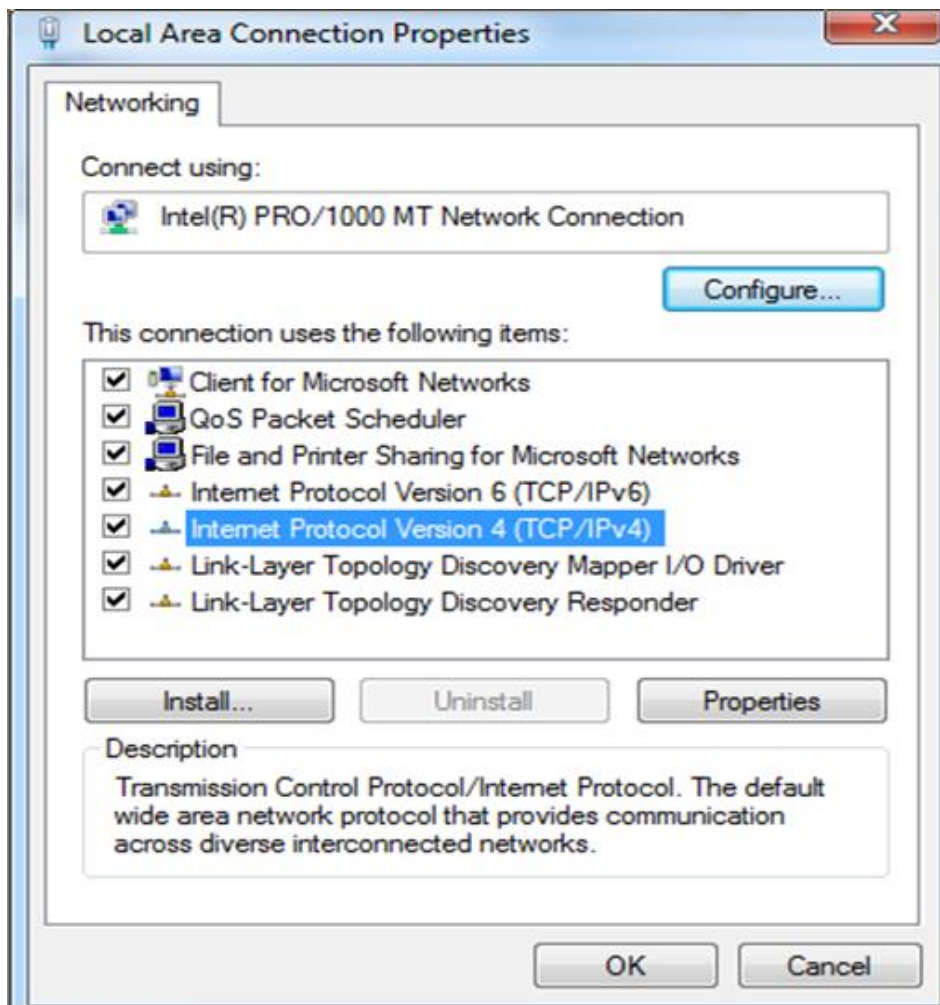 Local Area Connection Properties
Networking
Connect using:
Intel(R) PRO/1000 MT Network Connection
Configure...
This connection uses the following items:
Client for Microsoft Networks
QoS Packet Scheduler
File and Printer Sharing for Microsoft Networks
Internet Protocol Version 6 (TCP/IPv6)
Internet Protocol Version 4 (TCP/IPv4)
Link-Layer Topology Discovery Mapper I/O Driver
Link-Layer Topology Discovery Responder
Install... Uninstall Properties
Description
Transmission Control Protocol/Internet Protocol. The default
wide area network protocol that provides communication
across diverse interconnected networks.
OK Cancel